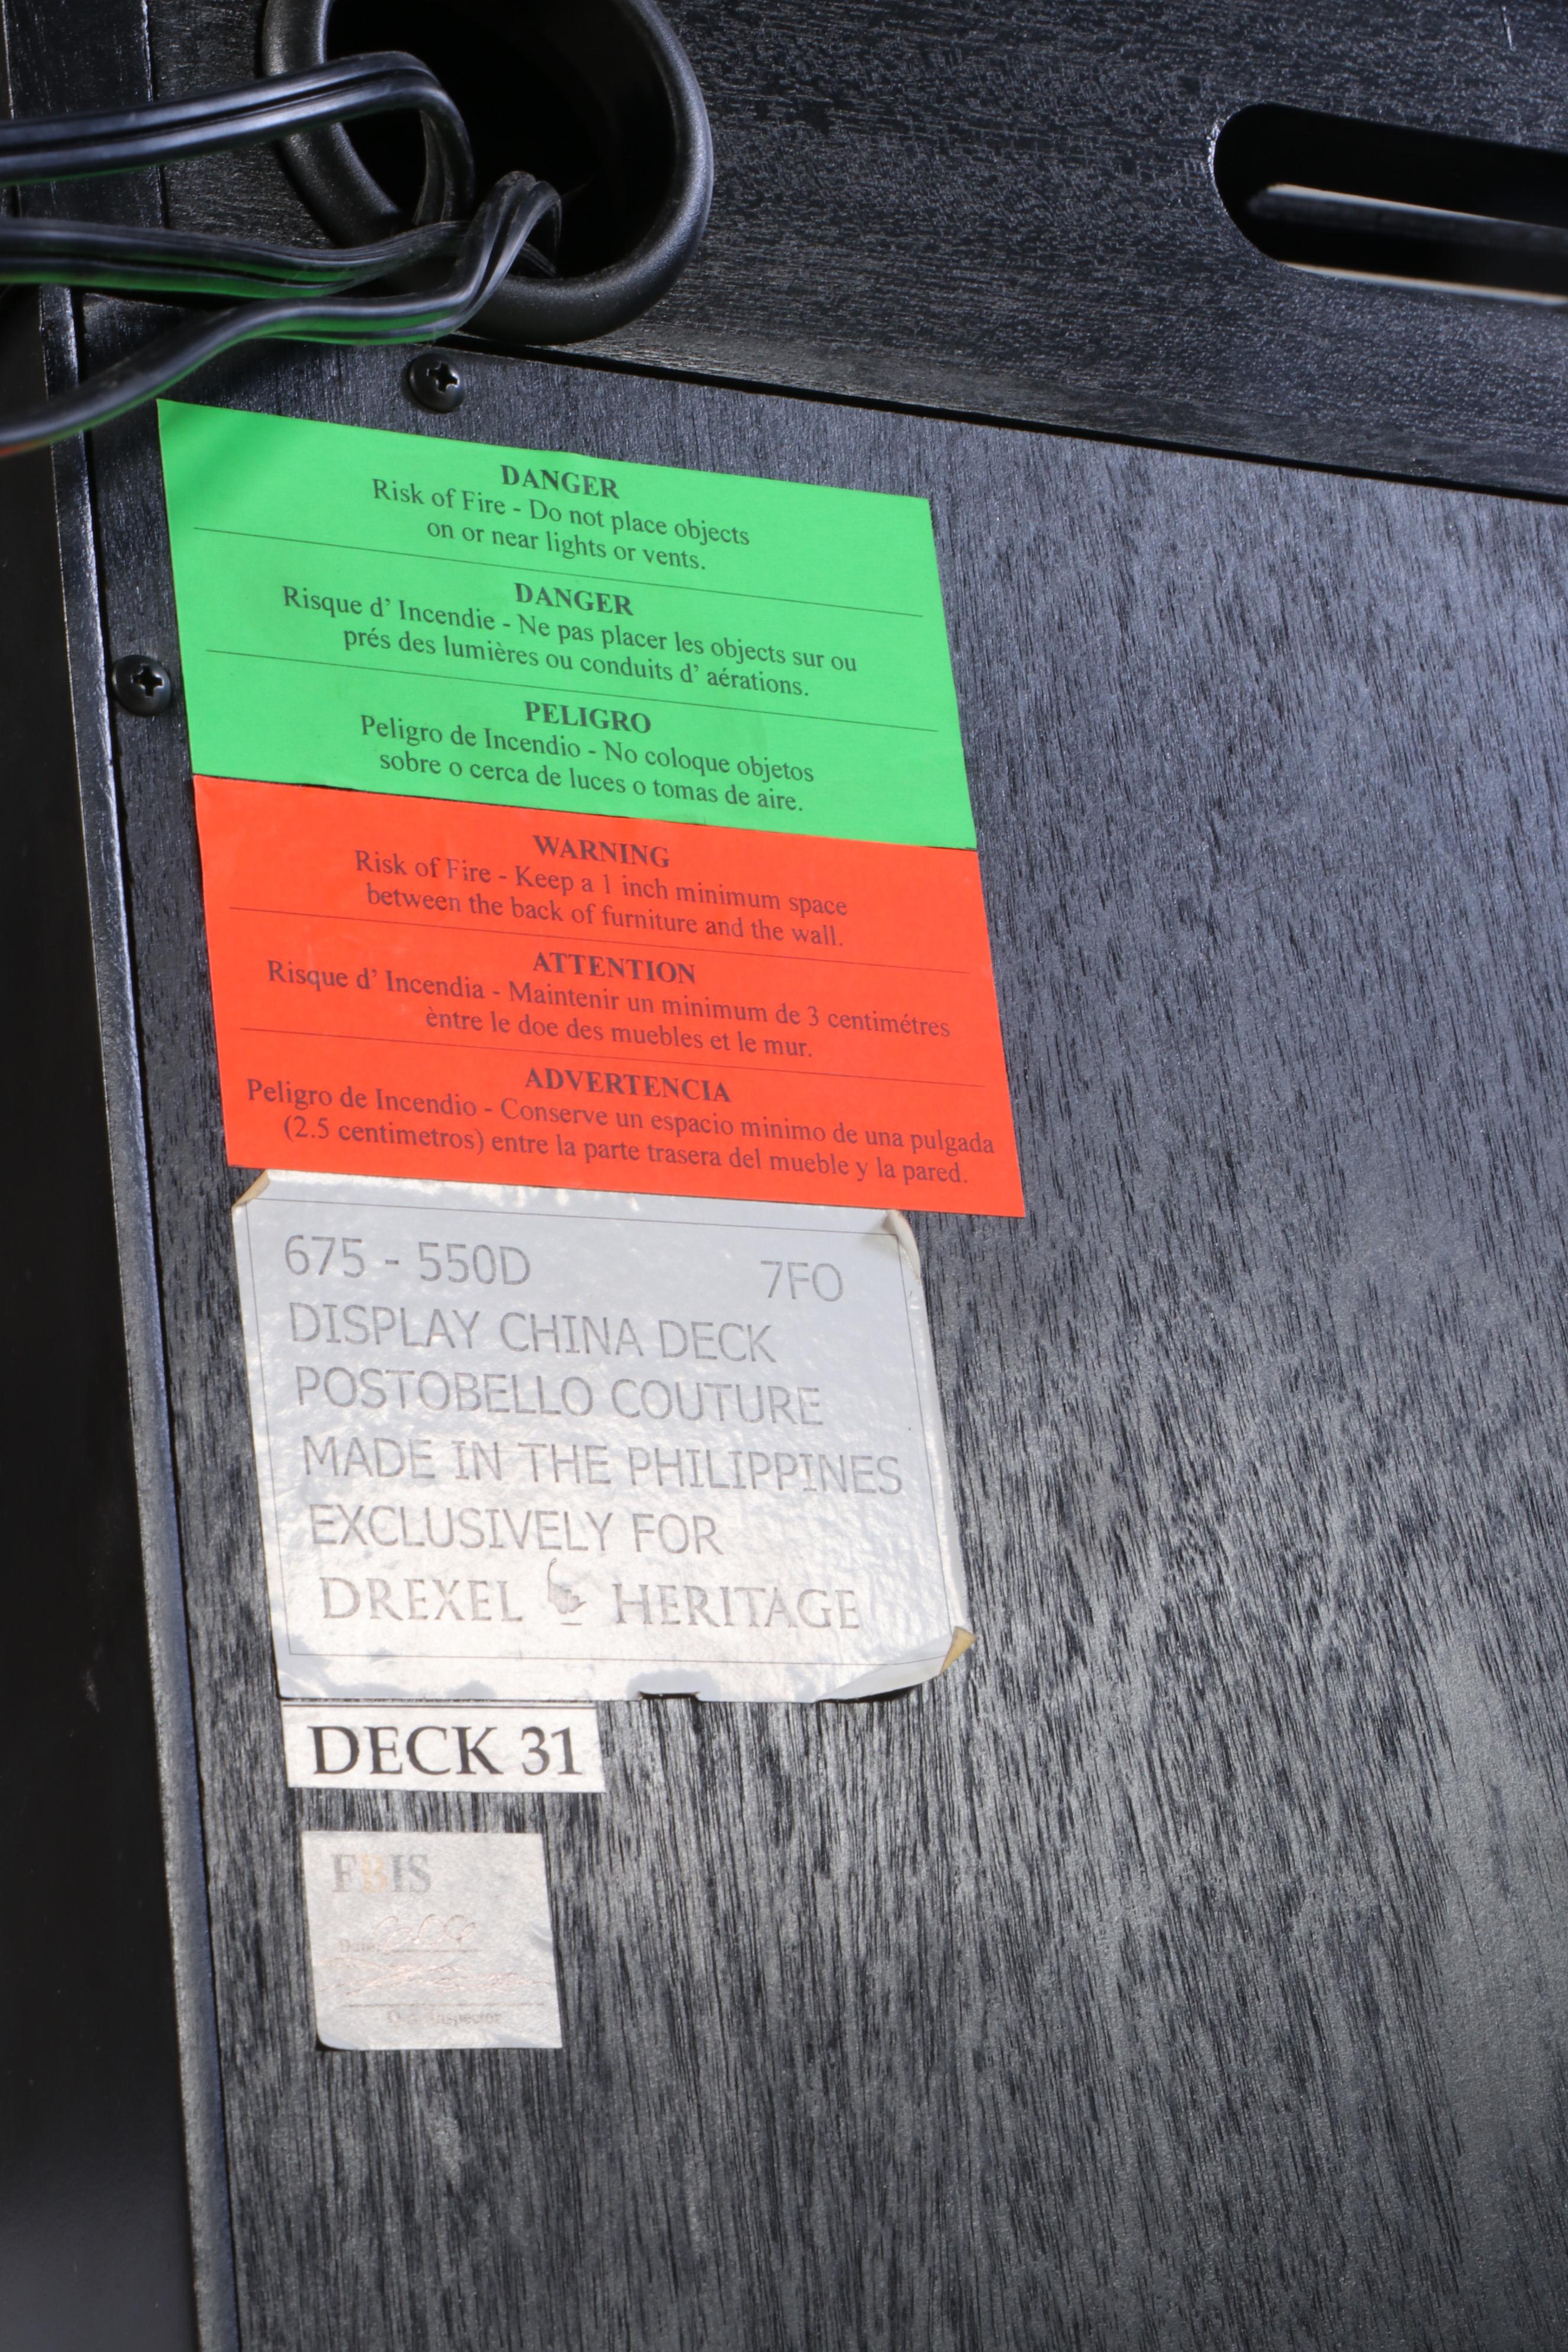 DANGER
Risk of Fire - Do not place objects
on or near lights or vents.
DANGER
Risque d' Incendie - Ne pas placer les objects sur ou
prés des lumières ou conduits d' aérations.
PELIGRO
Peligro de Incendio - No coloque objetos
sobre o cerca de luces o tomas de aire.
WARNING
Risk of Fire - Keep a 1 inch minimum space
between the back of furniture and the wall.
ATTENTION
Risque d' Incendia - Maintenir un minimum de 3 centimétres
èntre le doe des muebles et le mur.
ADVERTENCIA
Peligro de Incendio - Conserve un espacio minimo de una pulgada
(2.5 centimetros) entre la parte trasera del mueble y la pared.
675 - 550D 7FO
DISPLAY CHINA DECK
POSTOBELLO COUTURE
MADE IN THE PHILIPPINES
EXCLUSIVELY FOR
DREXEL HERITAGE
DECK 31
FBIS
Date
Inspector